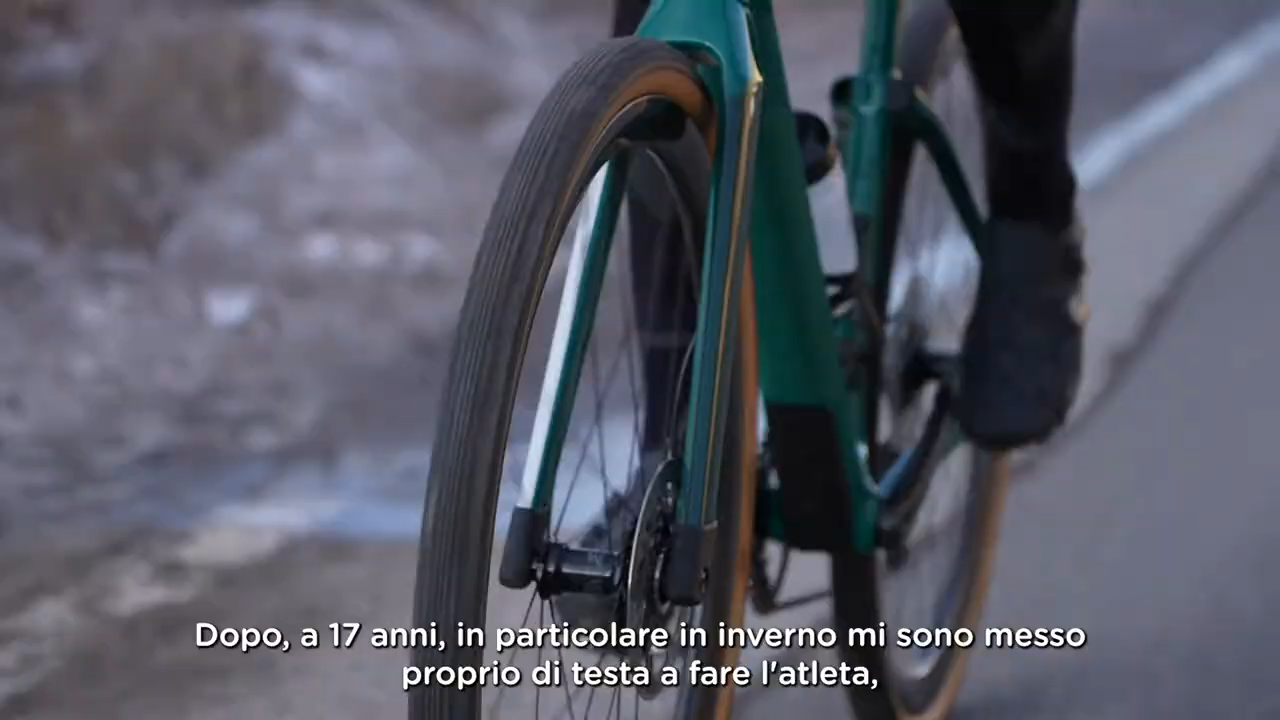 Dopo, a 17 anni, in particolare in inverno mi sono messo
proprio di testa a fare l'atleta,